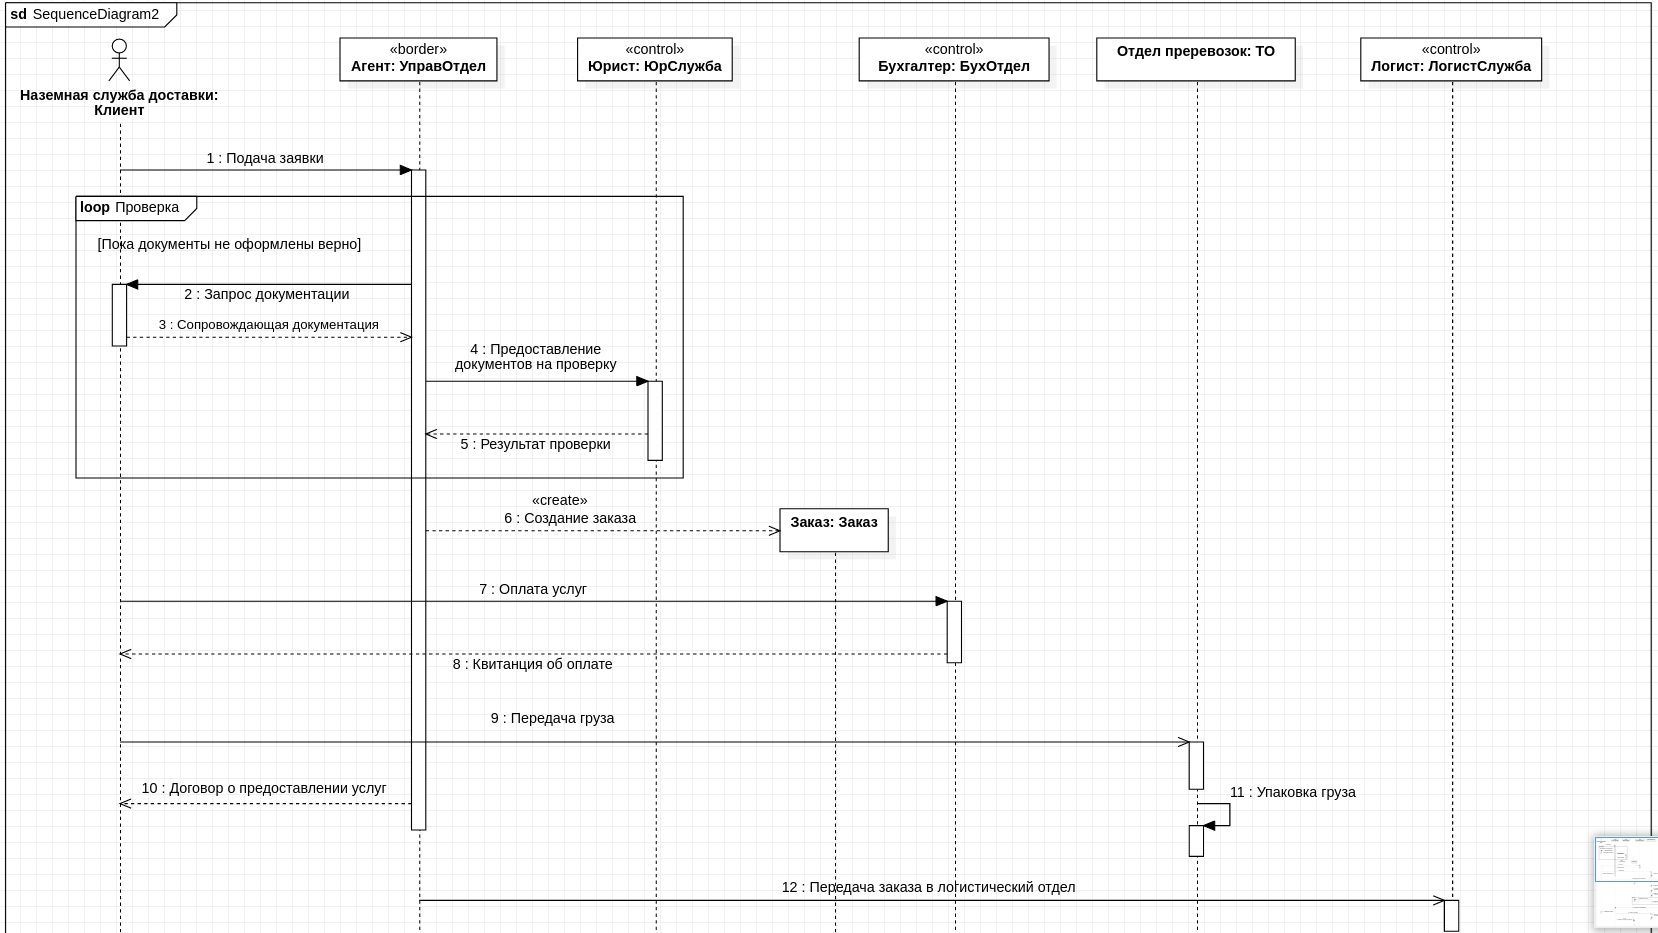 sd SequenceDiagram2
Наземная служба доставки:
Клиент
«border»
Агент: УправОтдел
«control»
Юрист: ЮрСлужба
«control»
Бухгалтер: БухОтдел
Отдел преревозок: ТО
«control»
Логист: ЛогистСлужба
1 : Подача заявки
loop Проверка
[Пока документы не оформлены верно]
2 : Запрос документации
3 : Сопровождающая документация
4 : Предоставление
документов на проверку
5 : Результат проверки
«create»
6 : Создание заказа
Заказ: Заказ
7 : Оплата услуг
8 : Квитанция об оплате
9 : Передача груза
10 : Договор о предоставлении услуг
11 : Упаковка груза
12 : Передача заказа в логистический отдел